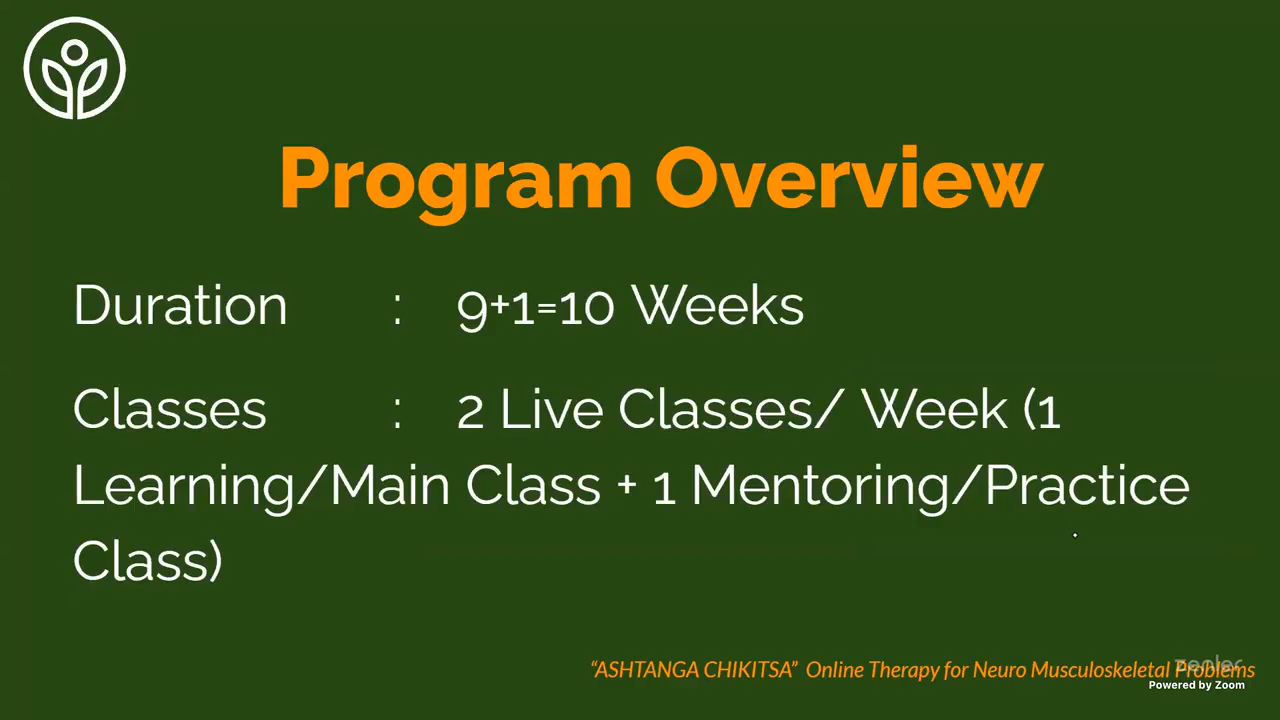 Program Overview
Duration : 9+1=10 Weeks
Classes : 2 Live Classes/ Week (1
Learning/Main Class + 1 Mentoring/Practice
Class)
“ASHTANGA CHIKITSA” Online Therapy for Neuro Musculoskeletal Problems
Powered by Zoom